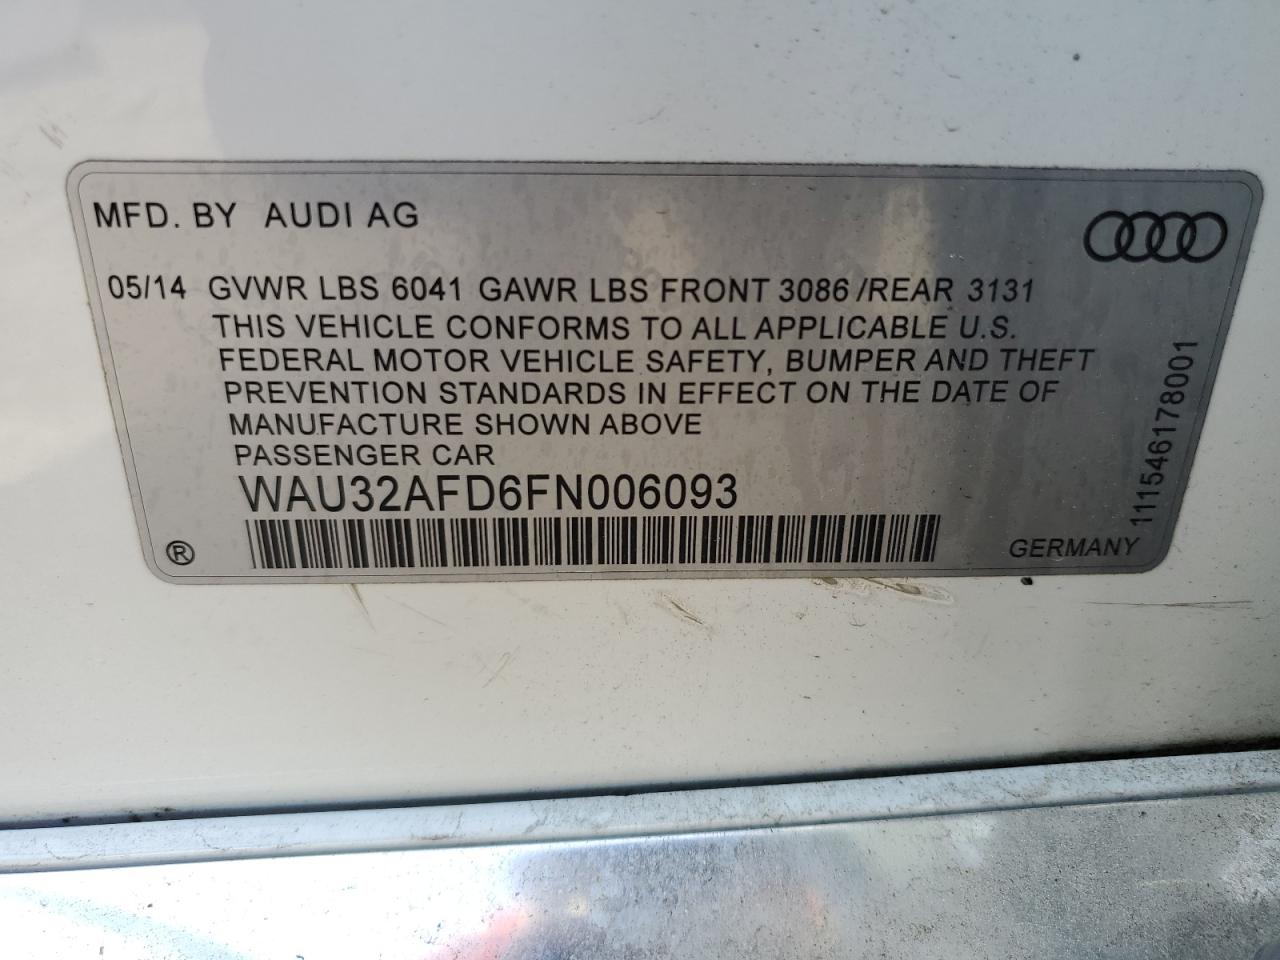 MFD. BY AUDI AG
05/14 GVWR LBS 6041 GAWR LBS FRONT 3086 /REAR 3131
THIS VEHICLE CONFORMS TO ALL APPLICABLE U.S.
FEDERAL MOTOR VEHICLE SAFETY, BUMPER AND THEFT
PREVENTION STANDARDS IN EFFECT ON THE DATE OF
MANUFACTURE SHOWN ABOVE
PASSENGER CAR
WAU32AFD6FN006093
®
GERMANY
111546178001